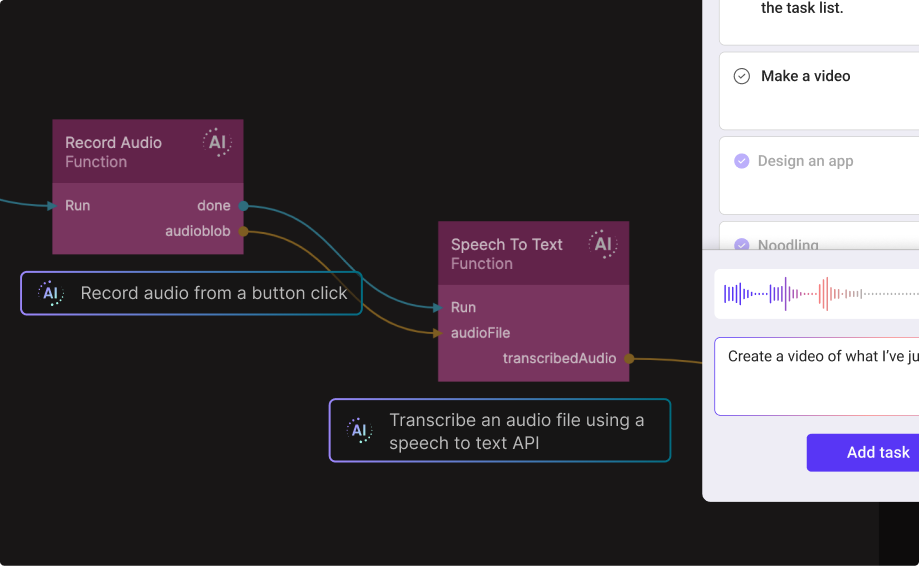 Record Audio
AI
Function
Run
done
audioblob
AI
Record audio from a button click
Speech To Text
AI
Function
Run
audioFile
transcribedAudio
AI
Transcribe an audio file using a
speech to text API
the task list.
Make a video
Design an app
Noodling
Create a video of what I’ve ju
Add task